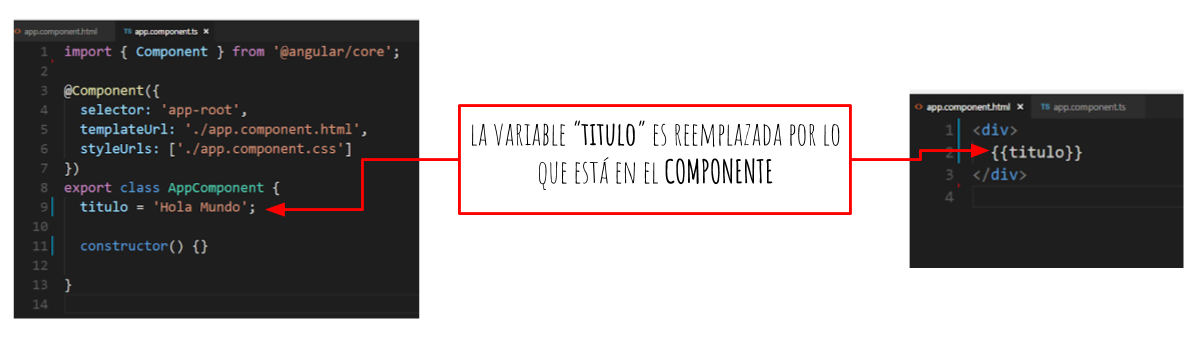 app.component.html app.component.ts ×
1 import { Component } from '@angular/core';
2
3 @Component({
4 selector: 'app-root',
5 templateUrl: './app.component.html',
6 styleUrls: ['./app.component.css']
7 })
8 export class AppComponent {
9 titulo = 'Hola Mundo';
10
11 constructor() {}
12
13 }
14
LA VARIABLE "TITULO" ES REEMPLAZADA POR LO
QUE ESTÁ EN EL COMPONENTE
app.component.html × app.component.ts
1 <div>
2 {{titulo}}
3 </div>
4